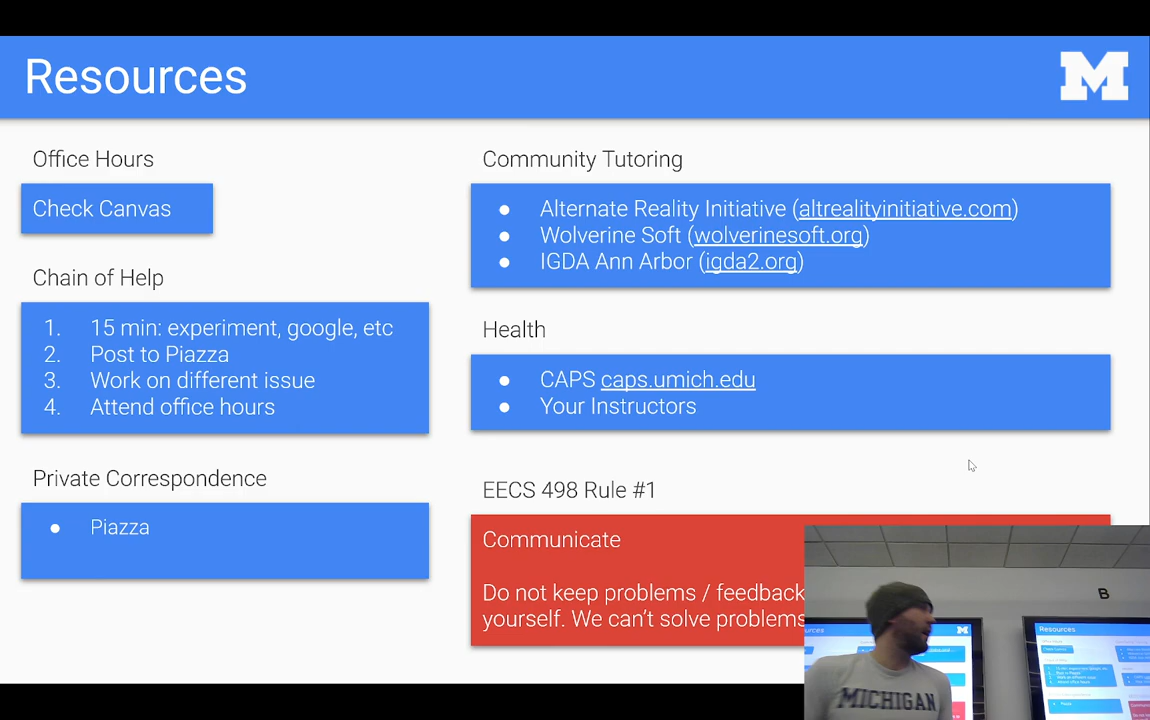 Resources
M
Office Hours
Check Canvas
Chain of Help
1. 15 min: experiment, google, etc
2. Post to Piazza
3. Work on different issue
4. Attend office hours
Private Correspondence
● Piazza
Community Tutoring
● Alternate Reality Initiative (altrealityinitiative.com)
● Wolverine Soft (wolverinesoft.org)
● IGDA Ann Arbor (igda2.org)
Health
● CAPS caps.umich.edu
● Your Instructors
EECS 498 Rule #1
Communicate
Do not keep problems / feedback
yourself. We can't solve problems
B
Resources
MICHIGAN